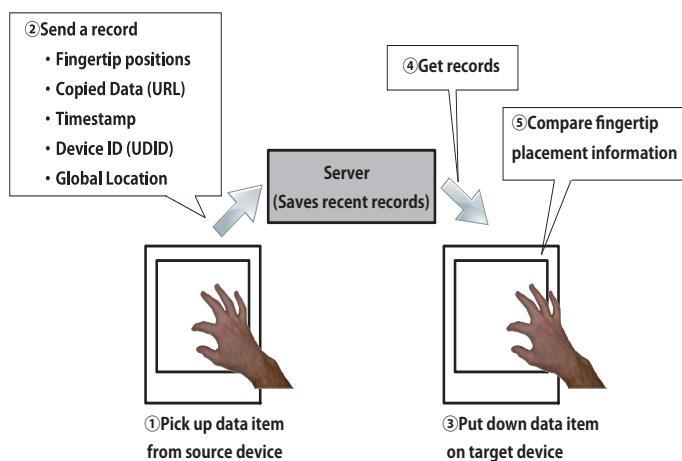 ②Send a record
・Fingertip positions
・Copied Data (URL)
・Timestamp
・Device ID (UDID)
・Global Location
④Get records
⑤Compare fingertip
placement information
Server
(Saves recent records)
①Pick up data item
from source device
③Put down data item
on target device